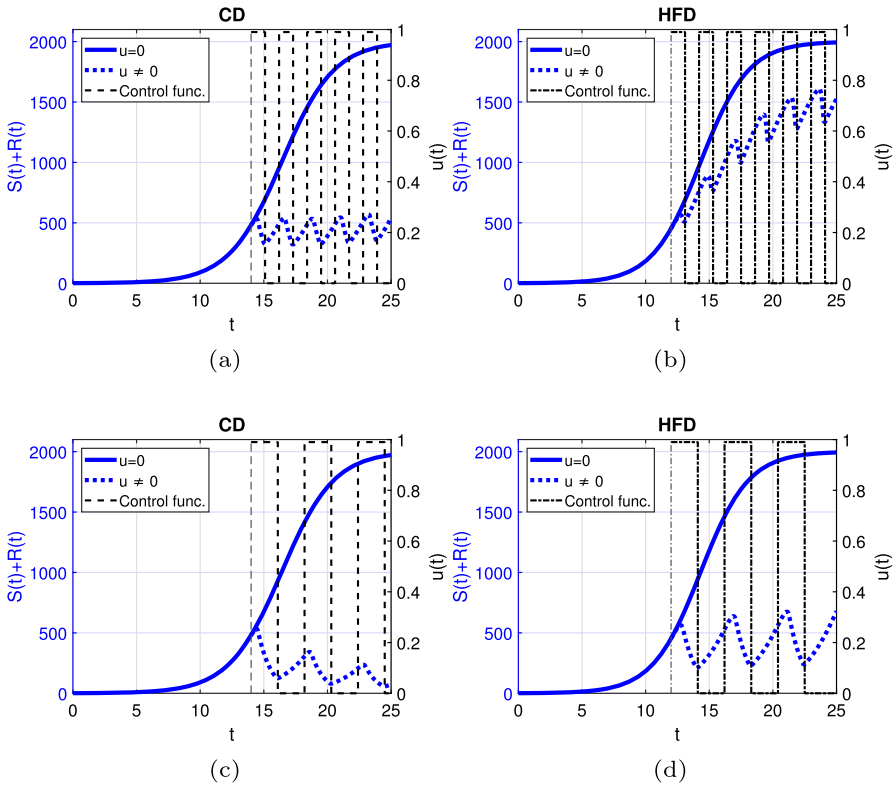 CD
2000
1500
1000
500
0
S(t)+R(t)
u=0
u ≠ 0
Control func.
1
0.8
0.6
0.4
0.2
0
u(t)
0 5 10 15 20 25
t
(a)
HFD
2000
1500
1000
500
0
S(t)+R(t)
u=0
u ≠ 0
Control func.
1
0.8
0.6
0.4
0.2
0
u(t)
0 5 10 15 20 25
t
(b)
CD
2000
1500
1000
500
0
S(t)+R(t)
u=0
u ≠ 0
Control func.
1
0.8
0.6
0.4
0.2
0
u(t)
0 5 10 15 20 25
t
(c)
HFD
2000
1500
1000
500
0
S(t)+R(t)
u=0
u ≠ 0
Control func.
1
0.8
0.6
0.4
0.2
0
u(t)
0 5 10 15 20 25
t
(d)